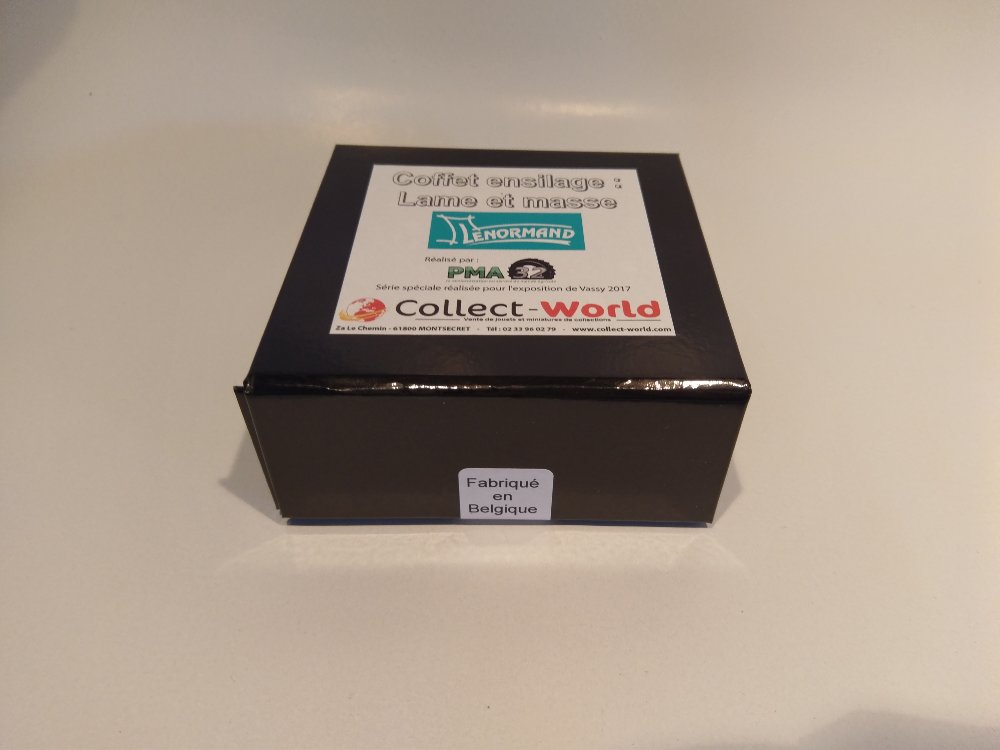 Coffet ensilage :
Lame et masse
LENORMAND
Réalisé par :
PMA 32
Série spéciale réalisée pour l'exposition de Vassy 2017
Collect-World
Vente de jouets et miniatures de collections
Za Le Chemin - 61800 MONTSECRET - Tél : 02 33 96 02 79 - www.collect-world.com
Fabriqué
en
Belgique